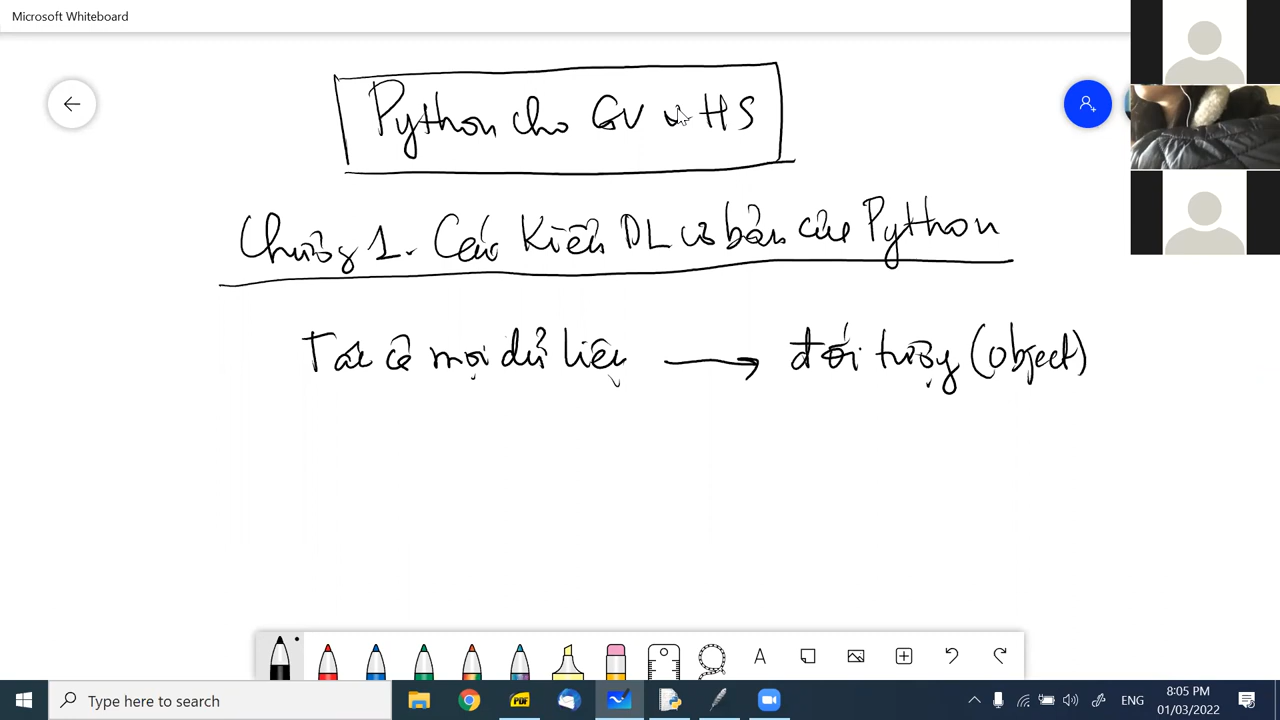 Microsoft Whiteboard
Python cho GV và HS
Chương 1. Các Kiểu DL cơ bản của Python
Tất cả mọi dữ liệu → đối tượng (object)
A
Type here to search
PDF
ENG
8:05 PM
01/03/2022